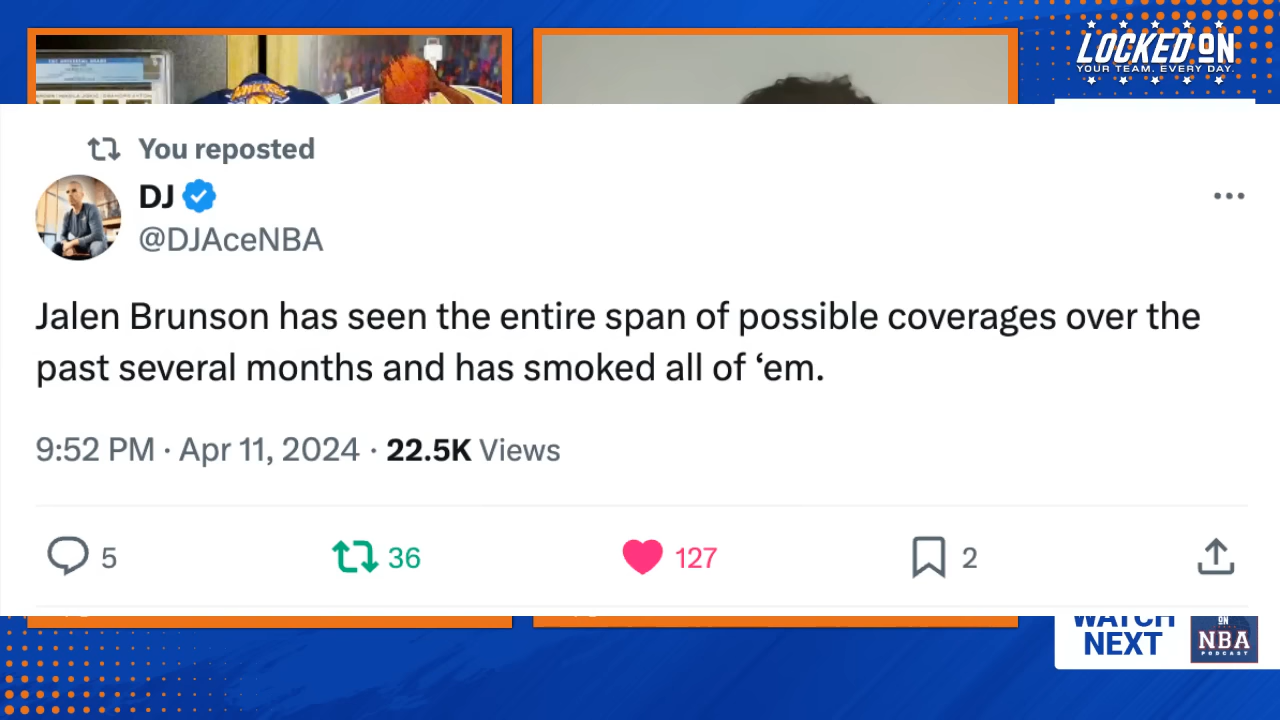 LOCKED ON
YOUR TEAM. EVERY DAY.
You reposted
DJ
@DJAceNBA
Jalen Brunson has seen the entire span of possible coverages over the
past several months and has smoked all of ‘em.
9:52 PM · Apr 11, 2024 · 22.5K Views
5
36
127
2
WATCH
NEXT
ON
NBA
PODCAST